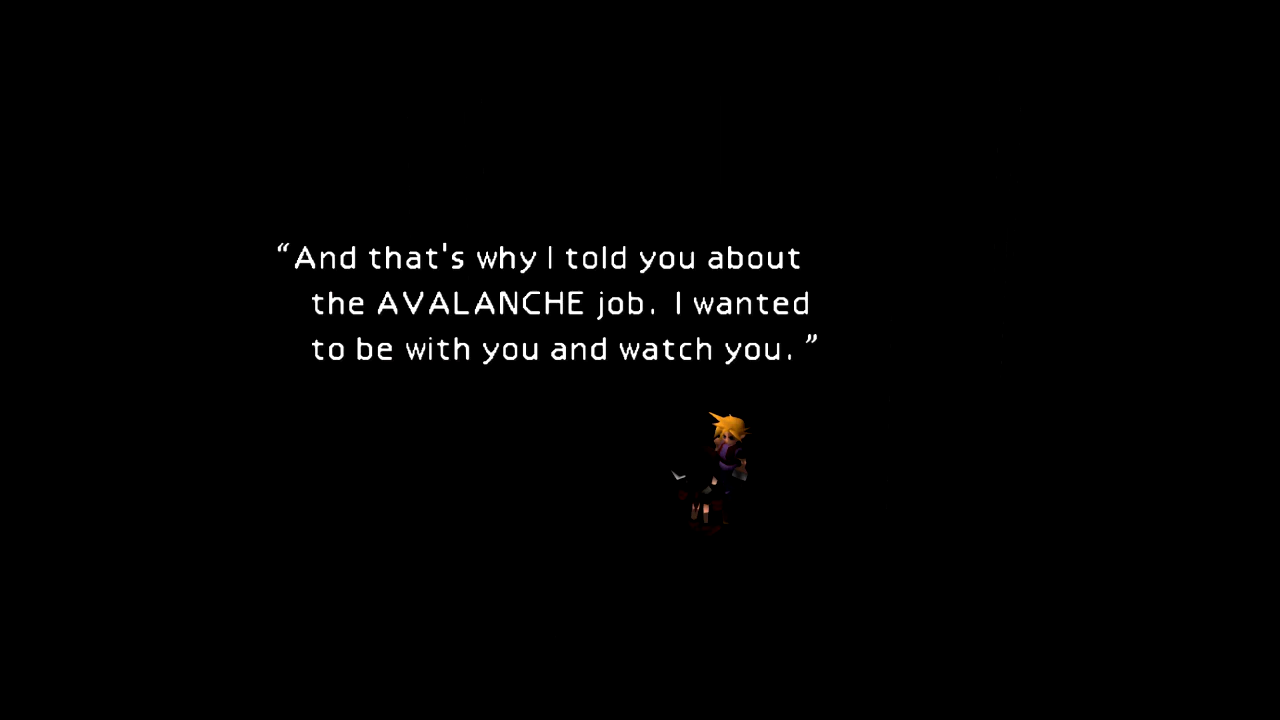 “And that's why I told you about
the AVALANCHE job. I wanted
to be with you and watch you. ”